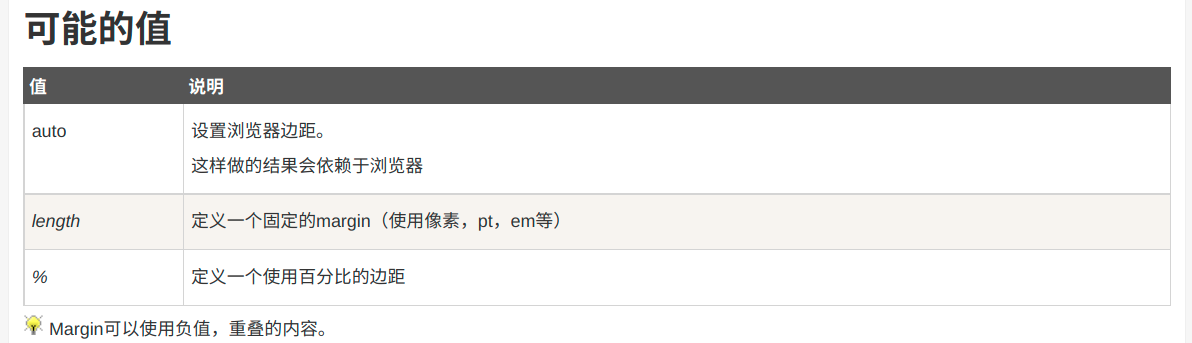 可能的值
值 说明
auto 设置浏览器边距。
这样做的结果会依赖于浏览器
length 定义一个固定的margin（使用像素，pt，em等）
% 定义一个使用百分比的边距
Margin可以使用负值，重叠的内容。